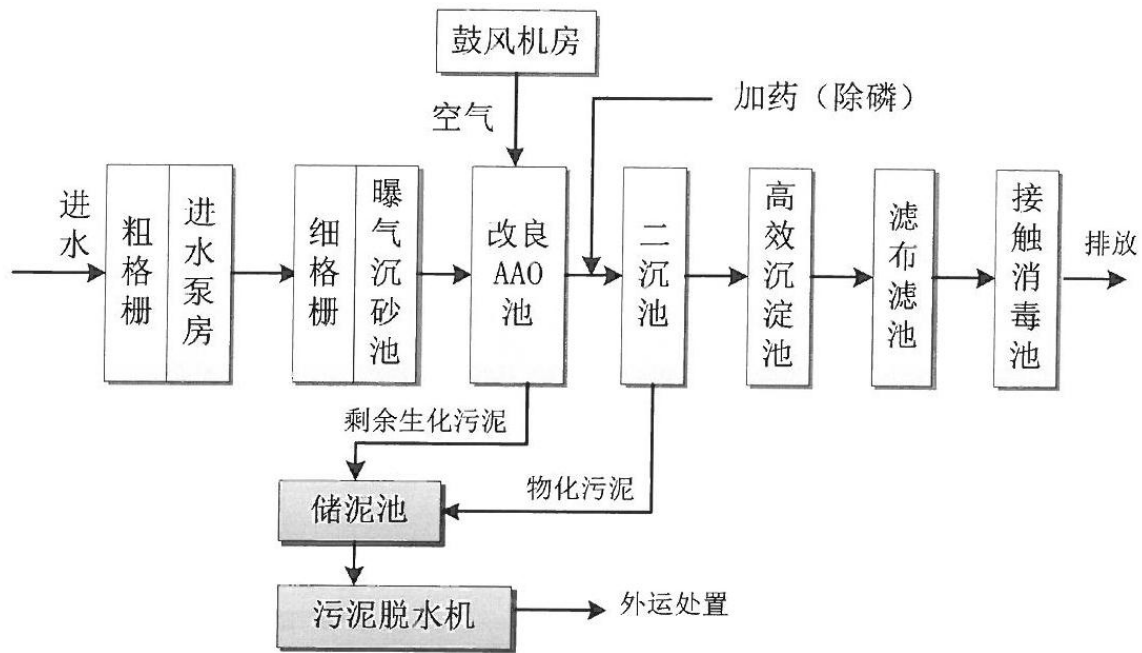 鼓风机房
空气
加药（除磷）
进水
粗格栅
进水泵房
细格栅
曝气沉砂池
改良
AAO
池
二沉池
高效沉淀池
滤布滤池
接触消毒池
排放
剩余生化污泥
物化污泥
储泥池
污泥脱水机
外运处置